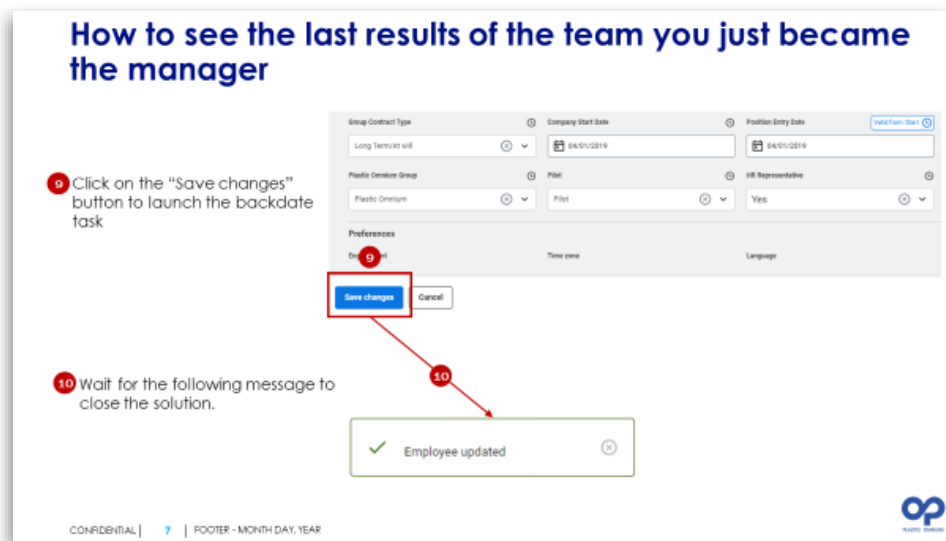 How to see the last results of the team you just became
the manager
Group Contract Type
Company Start Date
Position Entry Date
Valid from: Start
Long Term/At will
04/01/2019
04/01/2019
Plastic Omnium Group
Pilot
HR Representative
Plastic Omnium
Pilot
Yes
9 Click on the “Save changes”
button to launch the backdate
task
Preferences
9
Time zone
Language
Save changes
Cancel
10 Wait for the following message to
close the solution.
10
Employee updated
CONFIDENTIAL | 7 | FOOTER - MONTH DAY, YEAR
OP
PLASTIC OMNIUM